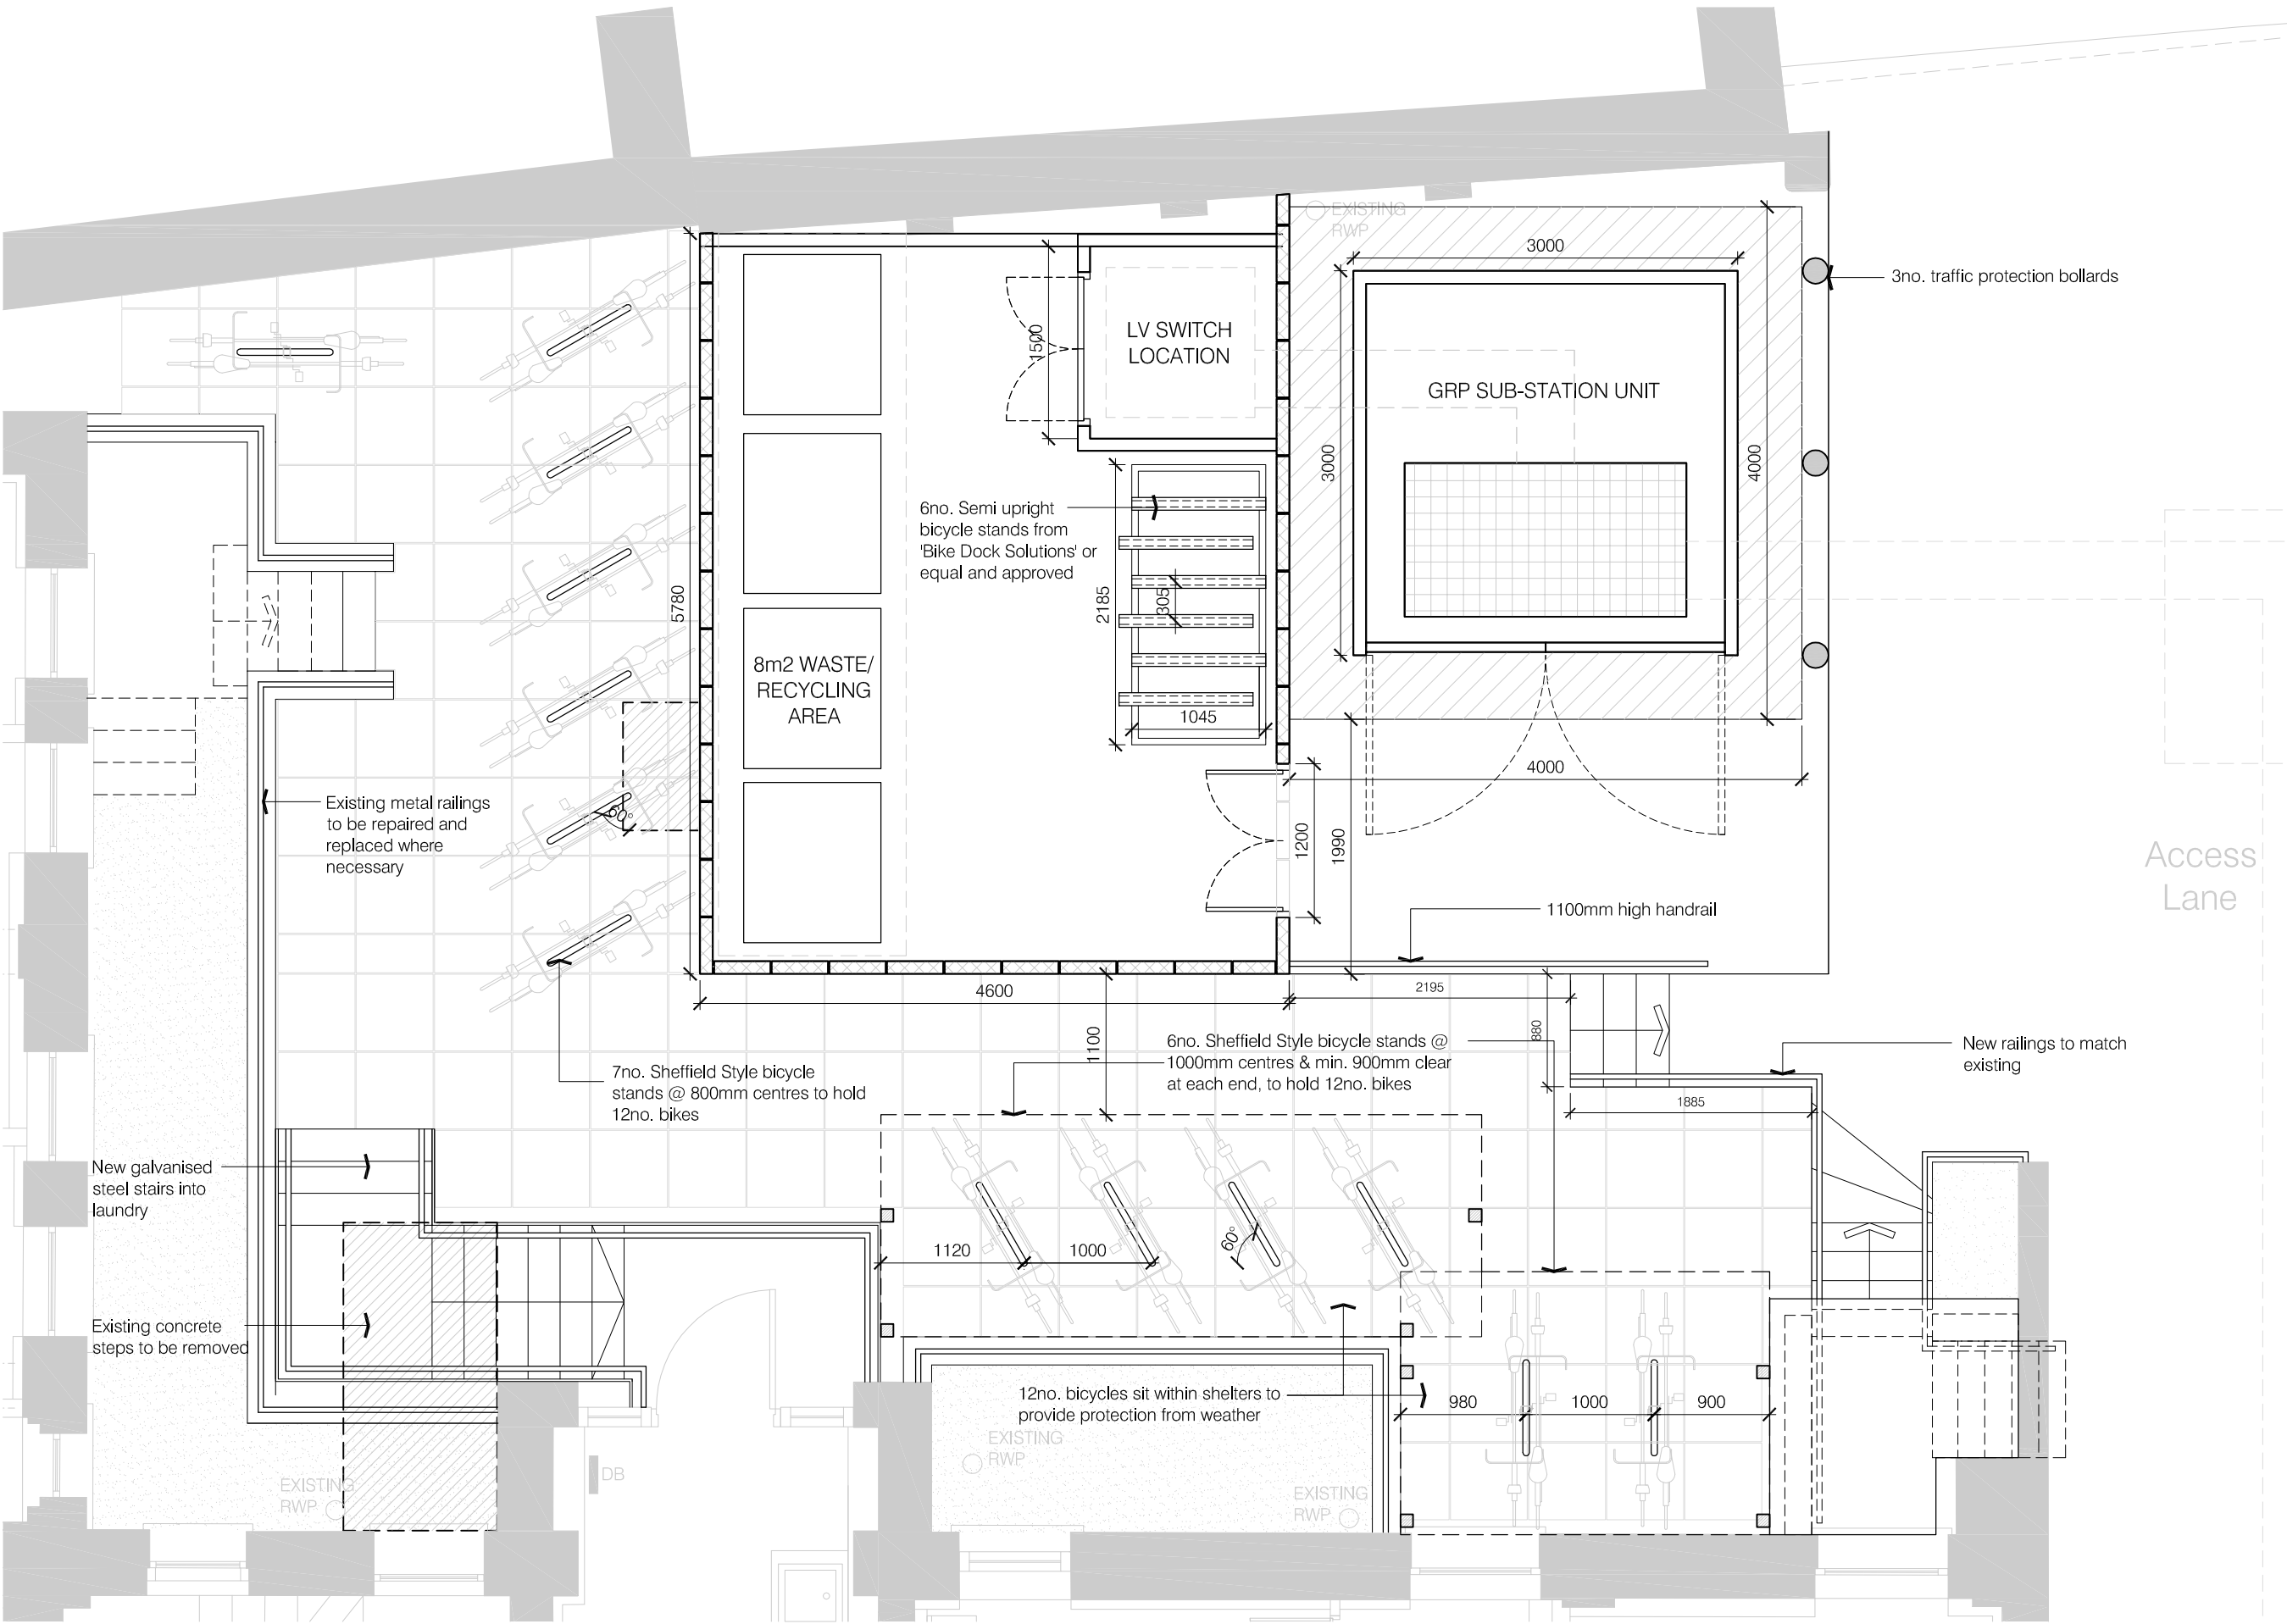 EXISTING
RWP
3000
3no. traffic protection bollards
LV SWITCH
LOCATION
1500
GRP SUB-STATION UNIT
3000
4000
6no. Semi upright
bicycle stands from
'Bike Dock Solutions' or
equal and approved
2185
305
5780
8m2 WASTE/
RECYCLING
AREA
1045
4000
Existing metal railings
to be repaired and
replaced where
necessary
60°
1200
1990
Access
Lane
1100mm high handrail
4600
2195
880
1100
6no. Sheffield Style bicycle stands @
1000mm centres & min. 900mm clear
at each end, to hold 12no. bikes
New railings to match
existing
7no. Sheffield Style bicycle
stands @ 800mm centres to hold
12no. bikes
1885
New galvanised
steel stairs into
laundry
1120
1000
60°
Existing concrete
steps to be removed
12no. bicycles sit within shelters to
provide protection from weather
980
1000
900
EXISTING
RWP
DB
EXISTING
RWP
EXISTING
RWP